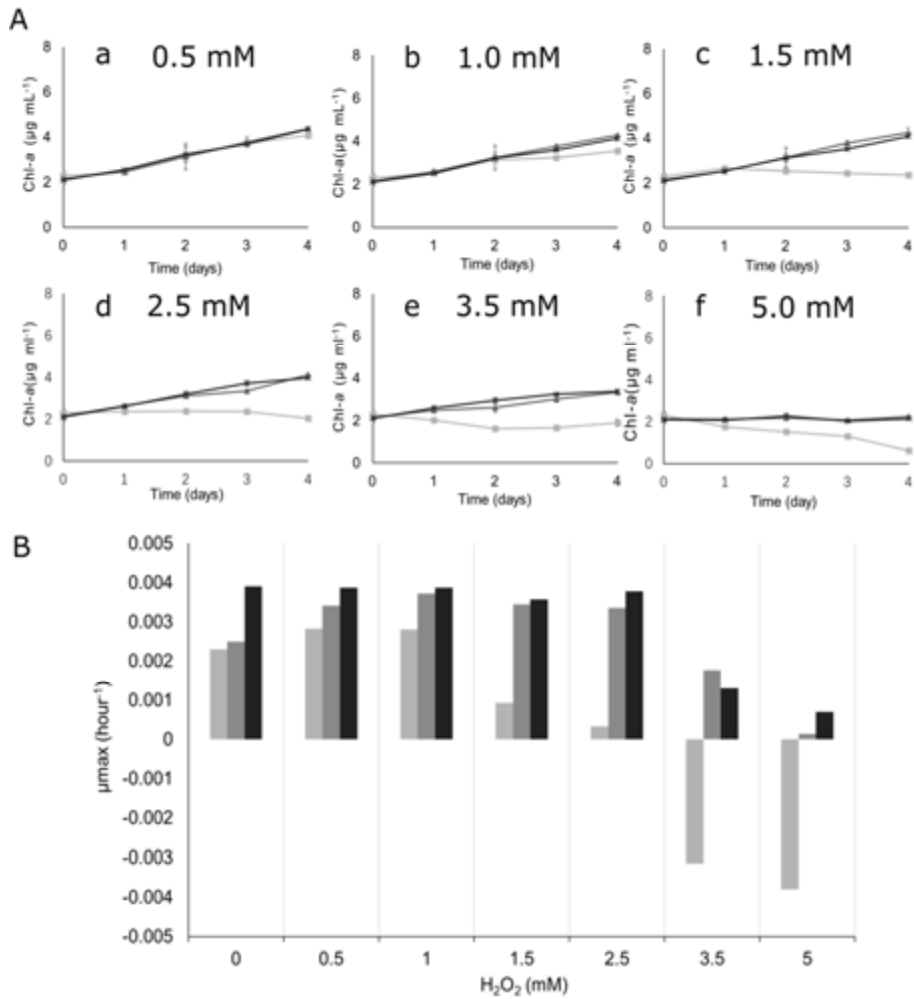 A
a 0.5 mM
8
6
4
2
0
Chl-a (µg mL⁻¹)
0 1 2 3 4
Time (days)
b 1.0 mM
8
6
4
2
0
Chl-a(µg mL⁻¹)
0 1 2 3 4
Time (days)
c 1.5 mM
8
6
4
2
0
Chl-a (µg mL⁻¹)
0 1 2 3 4
Time (days)
d 2.5 mM
8
6
4
2
0
Chl-a(µg ml⁻¹)
0 1 2 3 4
Time (days)
e 3.5 mM
8
6
4
2
0
Chl-a (µg ml⁻¹)
0 1 2 3 4
Time (days)
f 5.0 mM
8
6
4
2
0
Chl-a(µg ml⁻¹)
0 1 2 3 4
Time (day)
B
0.005
0.004
0.003
0.002
0.001
0
-0.001
-0.002
-0.003
-0.004
-0.005
µmax (hour⁻¹)
0 0.5 1 1.5 2.5 3.5 5
H₂O₂ (mM)